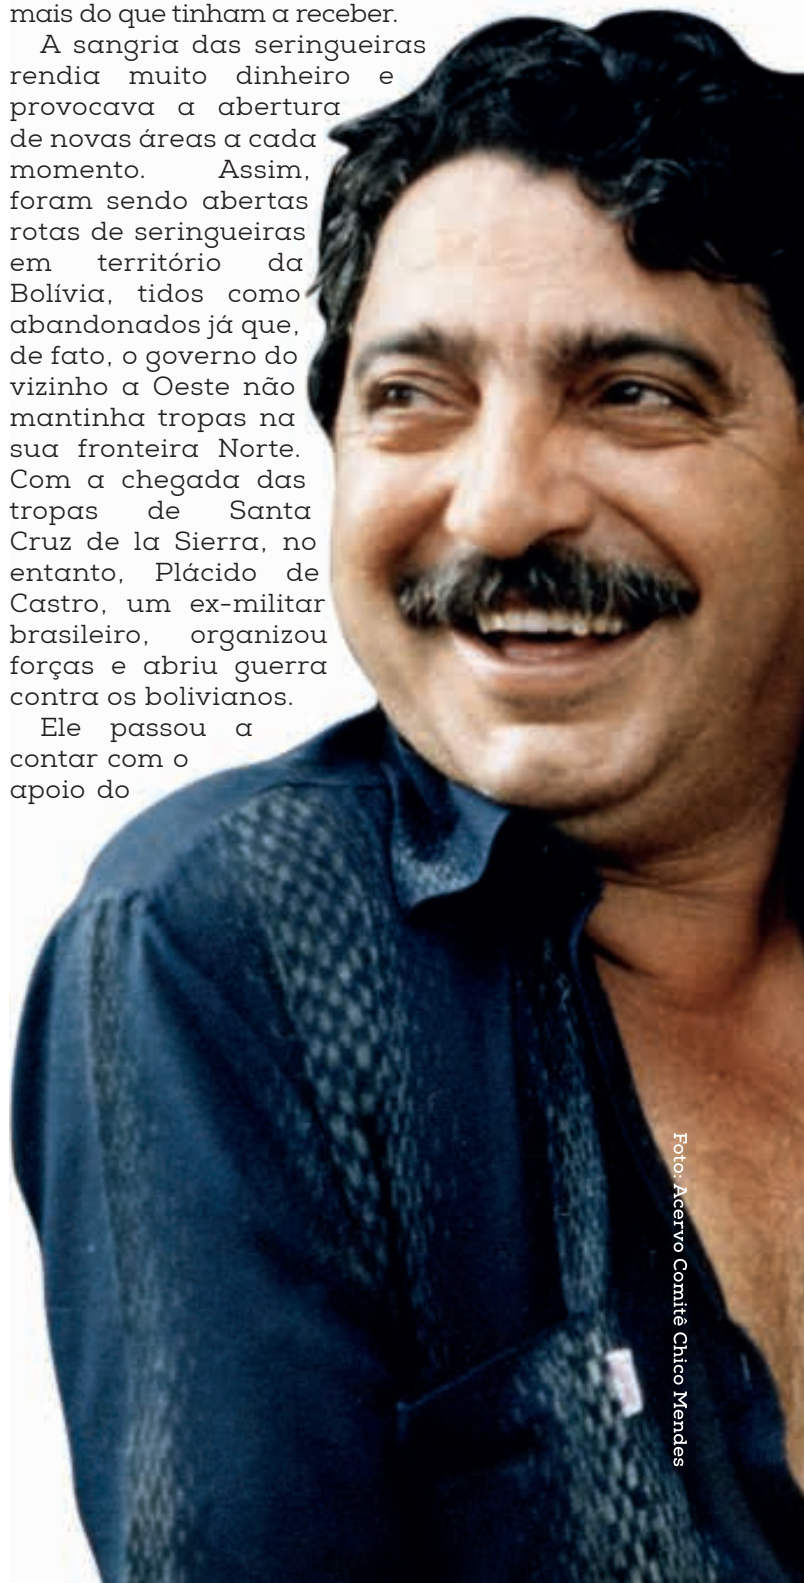 mais do que tinham a receber.
A sangria das seringueiras
rendia muito dinheiro e
provocava a abertura
de novas áreas a cada
momento. Assim,
foram sendo abertas
rotas de seringueiras
em território da
Bolívia, tidos como
abandonados já que,
de fato, o governo do
vizinho a Oeste não
mantinha tropas na
sua fronteira Norte.
Com a chegada das
tropas de Santa
Cruz de la Sierra, no
entanto, Plácido de
Castro, um ex-militar
brasileiro, organizou
forças e abriu guerra
contra os bolivianos.
Ele passou a
contar com o
apoio do
Foto: Acervo Comitê Chico Mendes